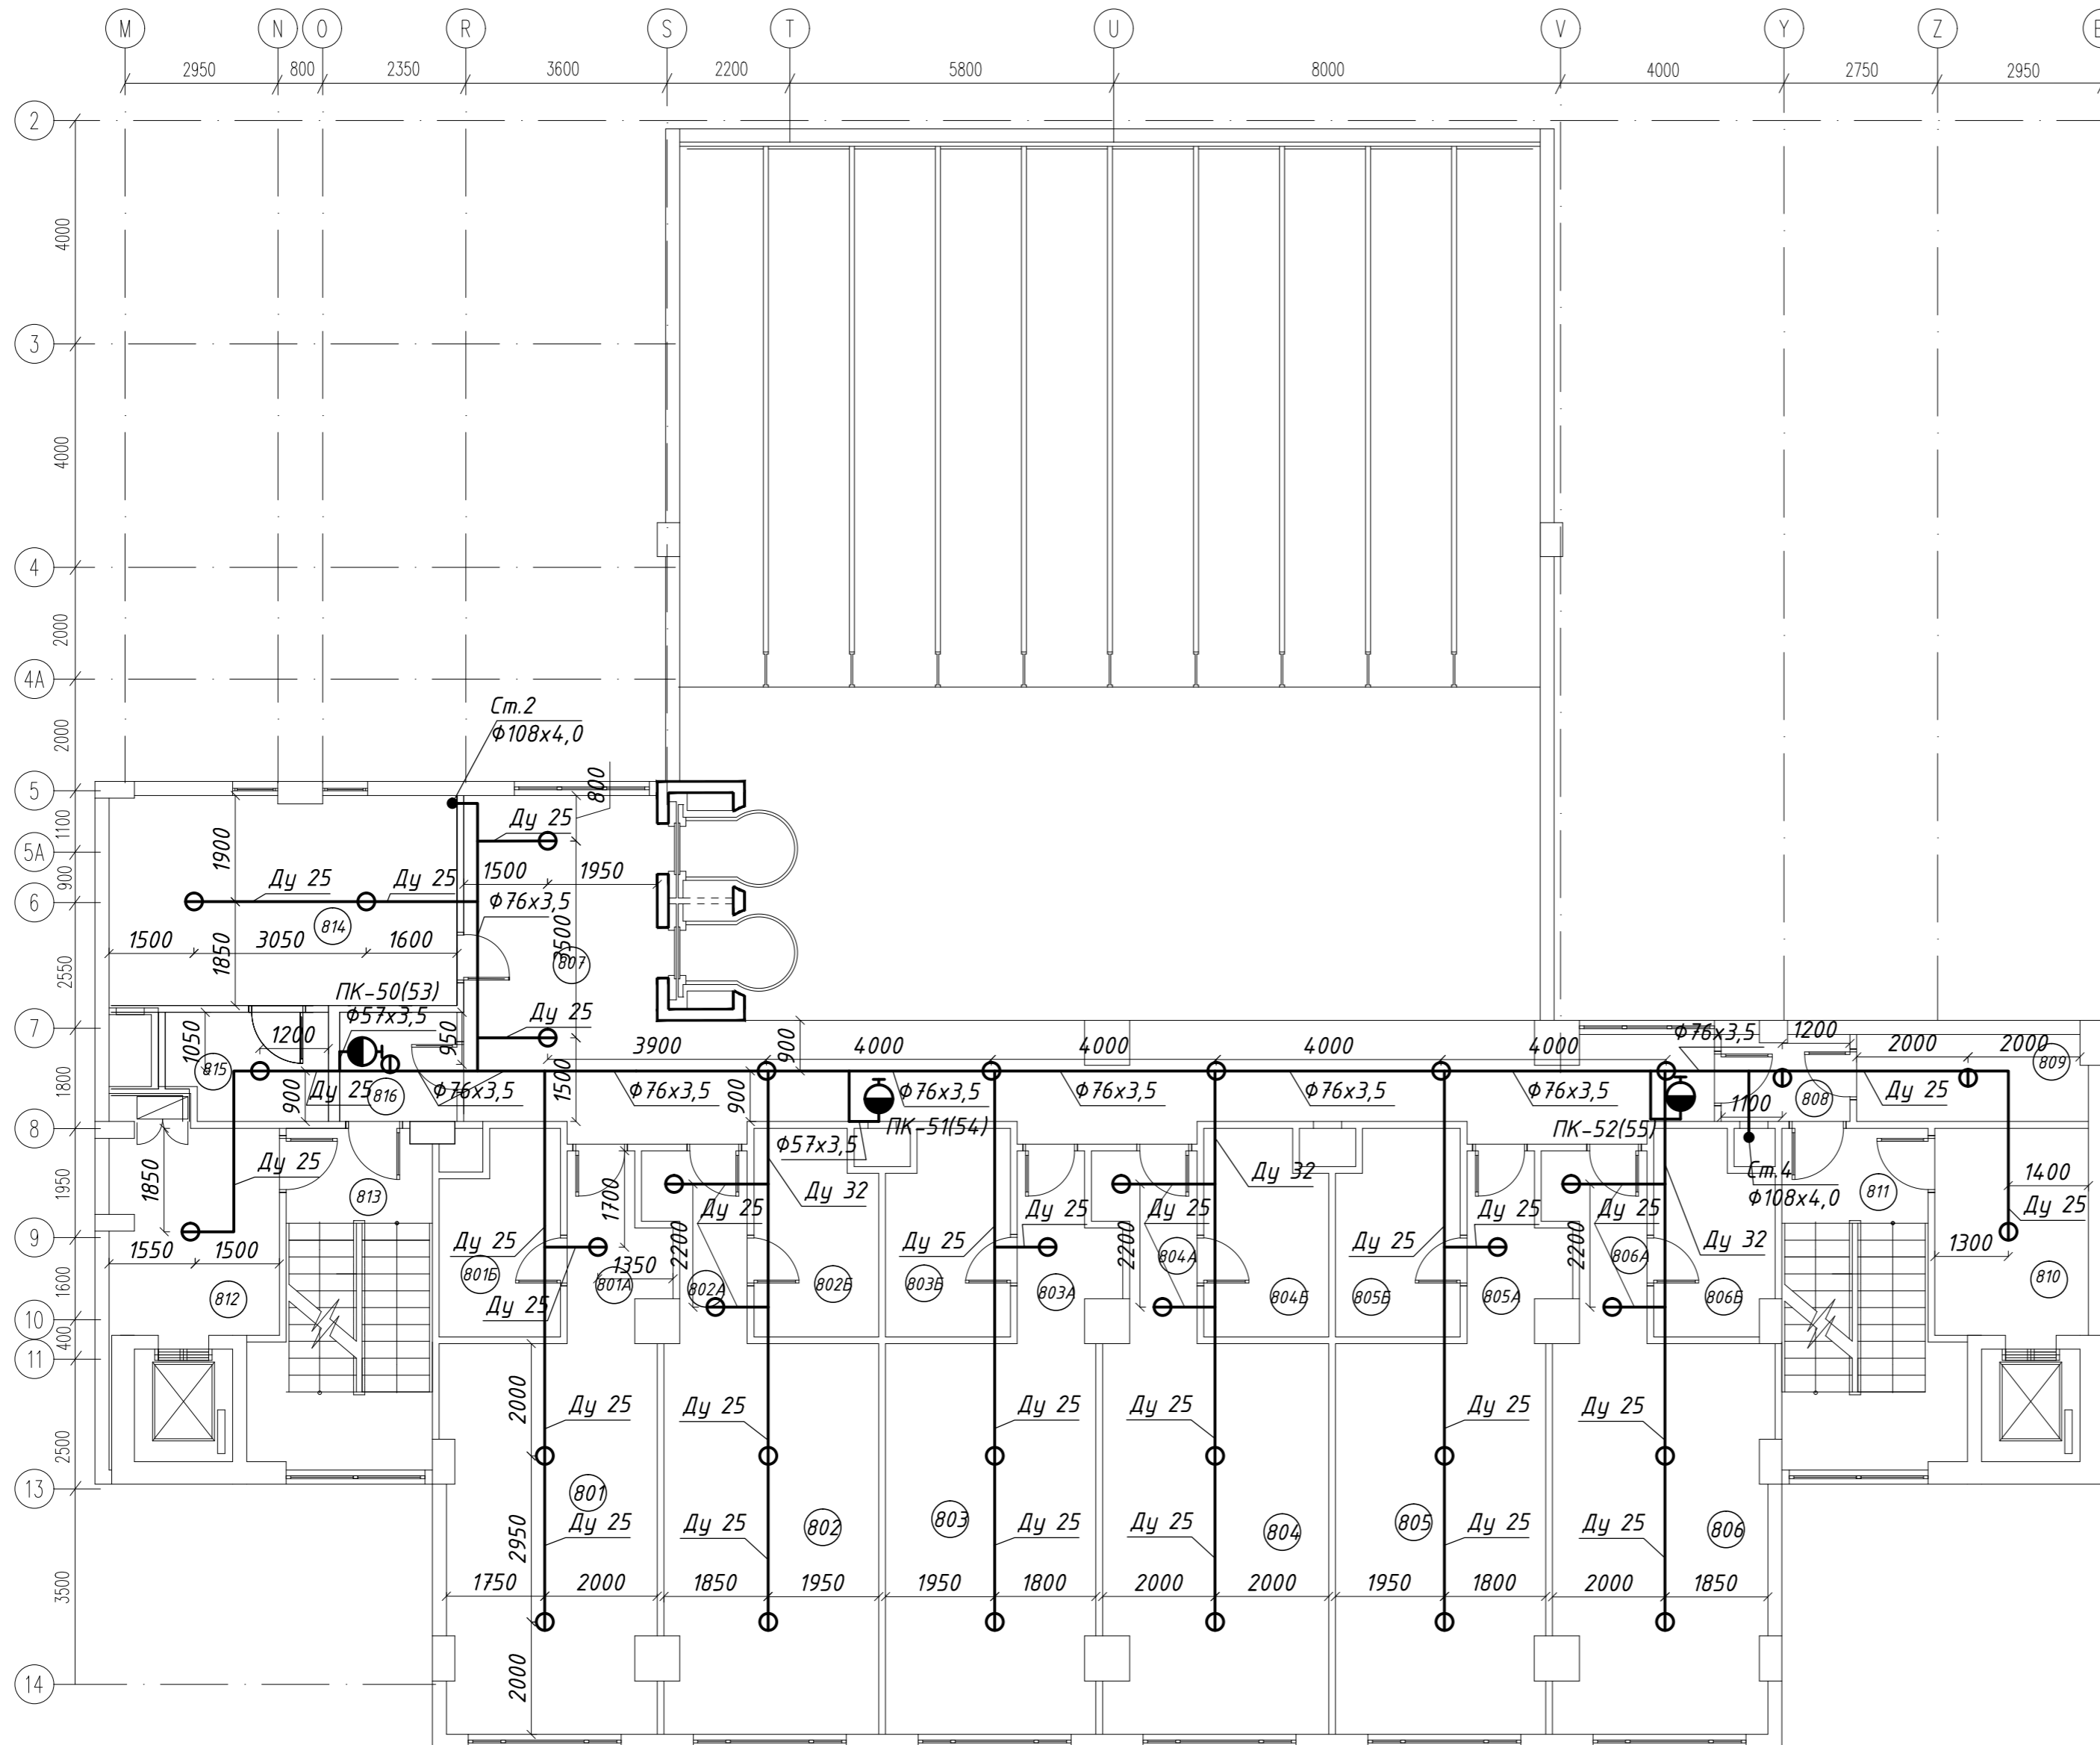 M N O R S T U V Y Z
2950 800 2350 3600 2200 5800 8000 4000 2750 2950
2
4000
3
4000
4
2000
4A
2000
Ст.2
Ф108х4,0
5
800
1100
Ду 25
5A
1900
900
Ду 25 Ду 25 1500 1950
6
Ф76х3,5
814
3500
1500 3050 1600
1850
807
2550
ПК-50(53)
Ф57х3,5
Ду 25
7
1050 1200 950 3900 900 4000 4000 4000 4000 Ф76х3,5 1200 2000 2000
815 809
1800
900 Ду 25 816 Ф76х3,5 1500 Ф76х3,5 900 Ф76х3,5 Ф76х3,5 Ф76х3,5 Ф76х3,5 1100 808 Ду 25
8
ПК-51(54) ПК-52(55)
Ф57х3,5
1850 Ду 25 1950 813 1700 Ду 32 Ду 32 Ст.4 1400
Ф108х4,0 811
Ду 25 Ду 25 Ду 25 Ду 25 Ду 25 Ду 25
9
1550 1500 Ду 25 2200 Ду 25 2200 Ду 25 2200 Ду 32 1300
1350
801Б 801А 802А 802Б 803Б 803А 804А 804Б 805Б 805А 806А 806Б 810
1600
812 Ду 25
10
400
11
2000 Ду 25 Ду 25 Ду 25 Ду 25 Ду 25 Ду 25
2500
13
801 802 803 804 805 806
2950 Ду 25 Ду 25 Ду 25 Ду 25 Ду 25 Ду 25
3500
1750 2000 1850 1950 1950 1800 2000 2000 1950 1800 2000 1850
2000
14